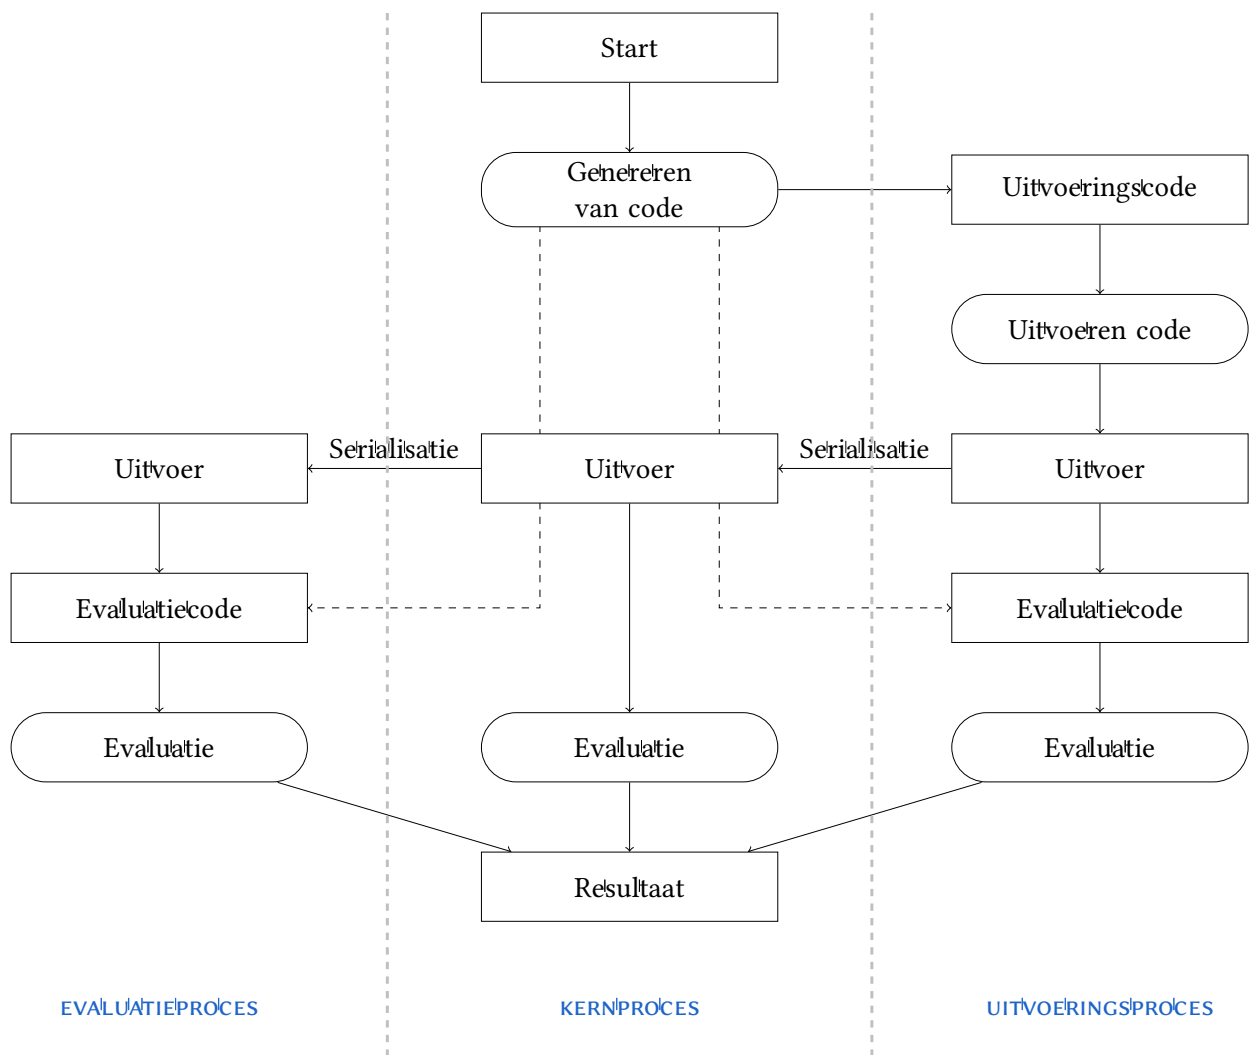 Start
Genereren
van code
Uitvoeringscode
Uitvoeren code
Serialisatie
Serialisatie
Uitvoer
Uitvoer
Uitvoer
Evaluatiecode
Evaluatiecode
Evaluatie
Evaluatie
Evaluatie
Resultaat
EVALUATIEPROCES
KERNPROCES
UITVOERINGSPROCES